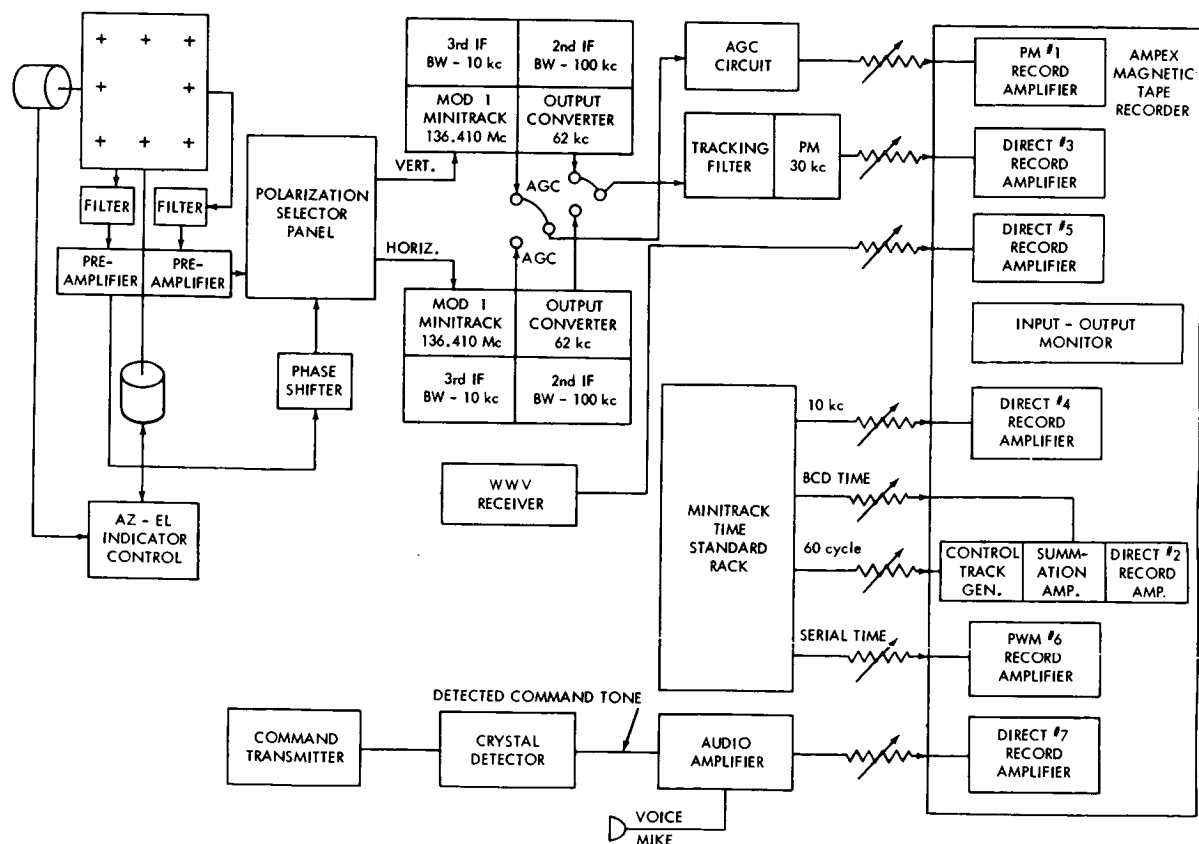 3rd IF
BW - 10 kc
2nd IF
BW - 100 kc
MOD 1
MINITRACK
136.410 Mc
OUTPUT
CONVERTER
62 kc
AGC
CIRCUIT
PM #1
RECORD
AMPLIFIER
AMPEX
MAGNETIC
TAPE
RECORDER
TRACKING
FILTER
PM
30 kc
DIRECT #3
RECORD
AMPLIFIER
FILTER
FILTER
PRE-
AMPLIFIER
PRE-
AMPLIFIER
POLARIZATION
SELECTOR
PANEL
VERT.
HORIZ.
AGC
AGC
DIRECT #5
RECORD
AMPLIFIER
MOD 1
MINITRACK
136.410 Mc
OUTPUT
CONVERTER
62 kc
3rd IF
BW - 10 kc
2nd IF
BW - 100 kc
INPUT - OUTPUT
MONITOR
PHASE
SHIFTER
AZ - EL
INDICATOR
CONTROL
WWV
RECEIVER
MINITRACK
TIME
STANDARD
RACK
10 kc
DIRECT #4
RECORD
AMPLIFIER
BCD TIME
60 cycle
CONTROL
TRACK
GEN.
SUMM-
ATION
AMP.
DIRECT #2
RECORD
AMP.
SERIAL TIME
PWM #6
RECORD
AMPLIFIER
DETECTED COMMAND TONE
COMMAND
TRANSMITTER
CRYSTAL
DETECTOR
AUDIO
AMPLIFIER
DIRECT #7
RECORD
AMPLIFIER
VOICE
MIKE